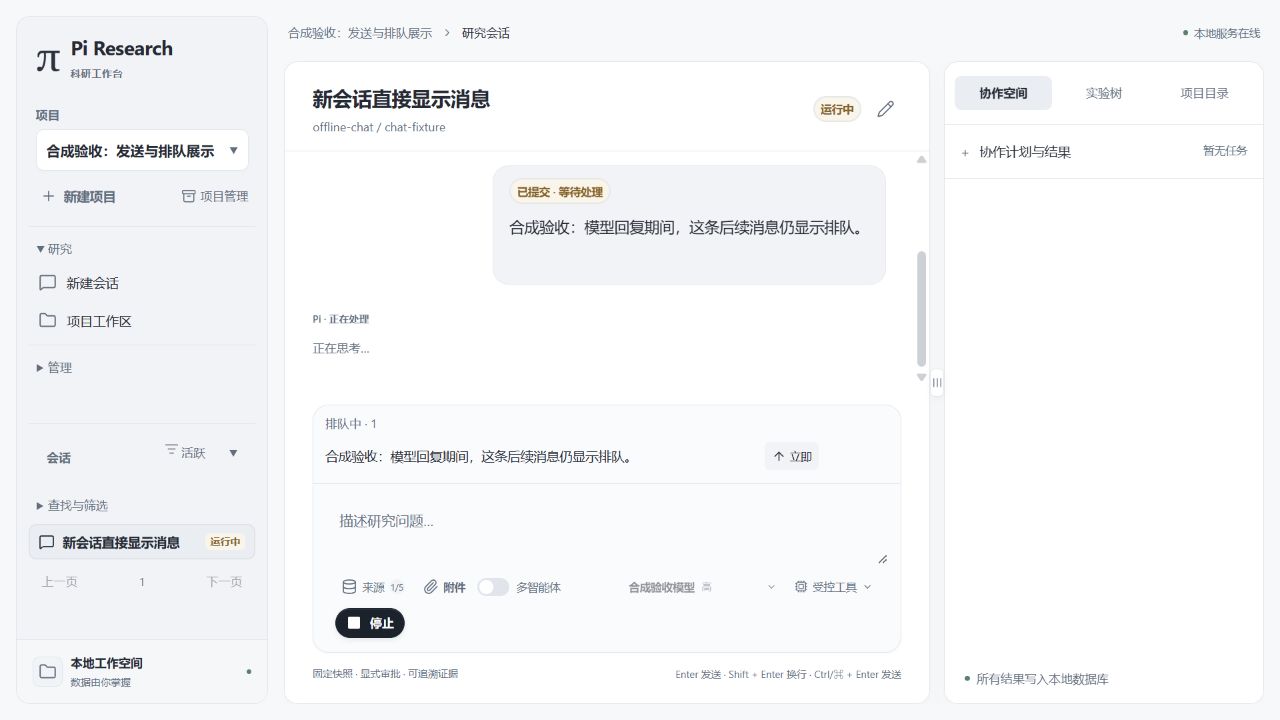 π Pi Research
科研工作台
项目
合成验收：发送与排队展示 ▼
+ 新建项目 项目管理
▼ 研究
新建会话
项目工作区
▶ 管理
会话 活跃 ▼
▶ 查找与筛选
新会话直接显示消息 运行中
上一页 1 下一页
本地工作空间
数据由你掌握
合成验收：发送与排队展示 › 研究会话
本地服务在线
新会话直接显示消息
offline-chat / chat-fixture
运行中
已提交 · 等待处理
合成验收：模型回复期间，这条后续消息仍显示排队。
Pi · 正在处理
正在思考...
排队中 · 1
合成验收：模型回复期间，这条后续消息仍显示排队。 ↑ 立即
描述研究问题...
来源 1/5 附件 多智能体 合成验收模型 高 受控工具
停止
固定快照 · 显式审批 · 可追溯证据
Enter 发送 · Shift + Enter 换行 · Ctrl/⌘ + Enter 发送
协作空间 实验树 项目目录
+ 协作计划与结果 暂无任务
所有结果写入本地数据库